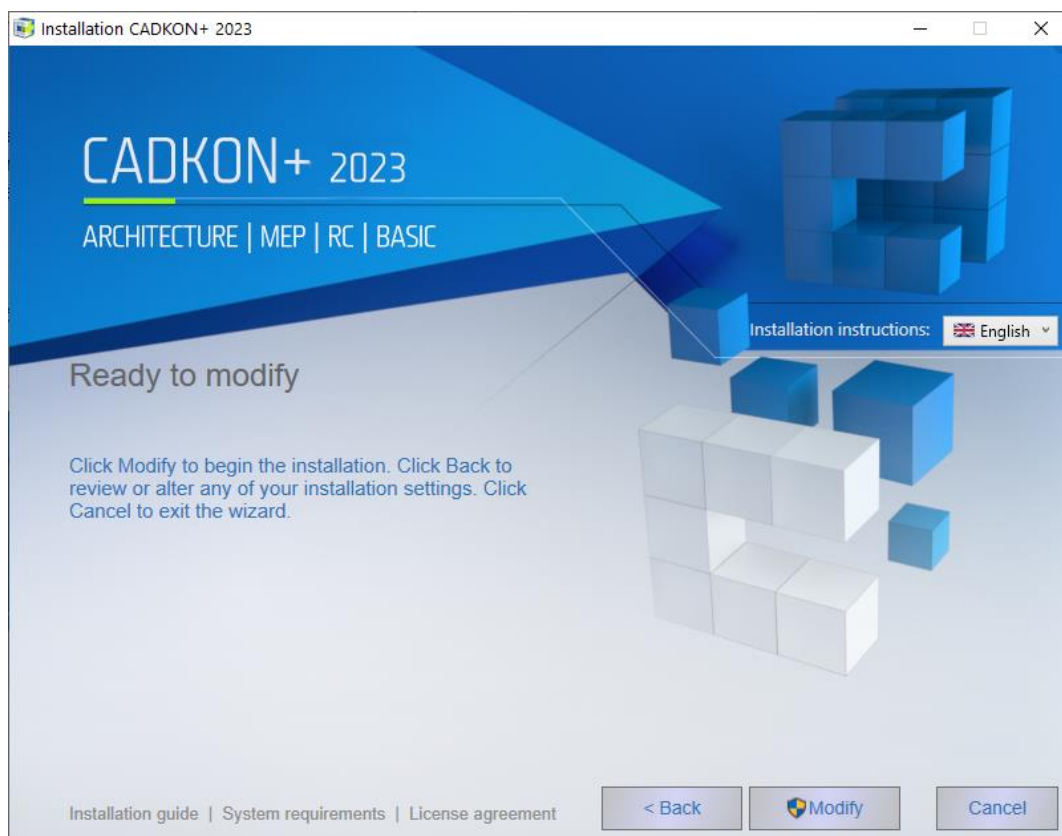 Installation CADKON+ 2023
CADKON+ 2023
ARCHITECTURE | MEP | RC | BASIC
Installation instructions: English
Ready to modify
Click Modify to begin the installation. Click Back to
review or alter any of your installation settings. Click
Cancel to exit the wizard.
Installation guide | System requirements | License agreement
< Back
Modify
Cancel